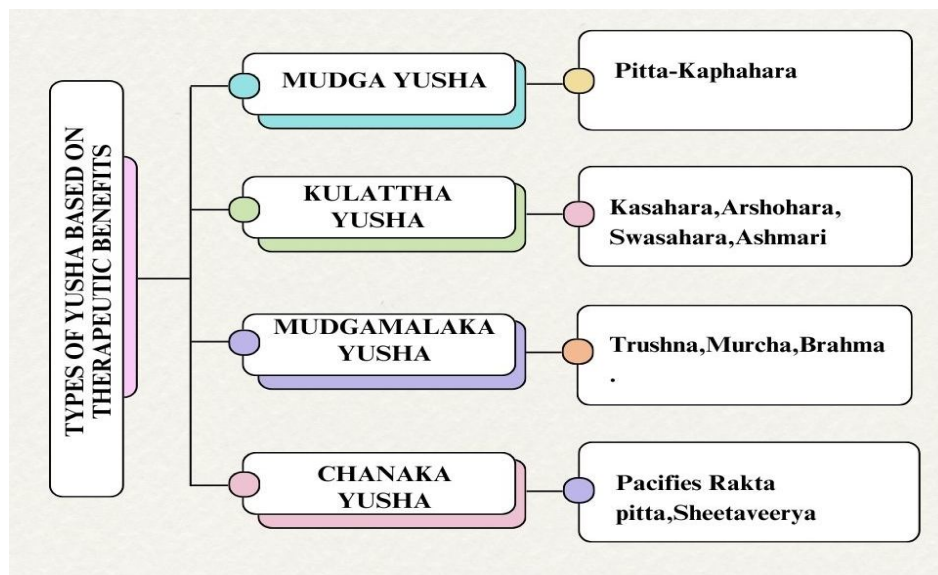 TYPES OF YUSHA BASED ON
THERAPEUTIC BENEFITS
MUDGA YUSHA
Pitta-Kaphahara
KULATTHA
YUSHA
Kasahara,Arshohara,
Swasahara,Ashmari
MUDGAMALAKA
YUSHA
Trushna,Murcha,Brahma
.
CHANAKA
YUSHA
Pacifies Rakta
pitta,Sheetaveerya